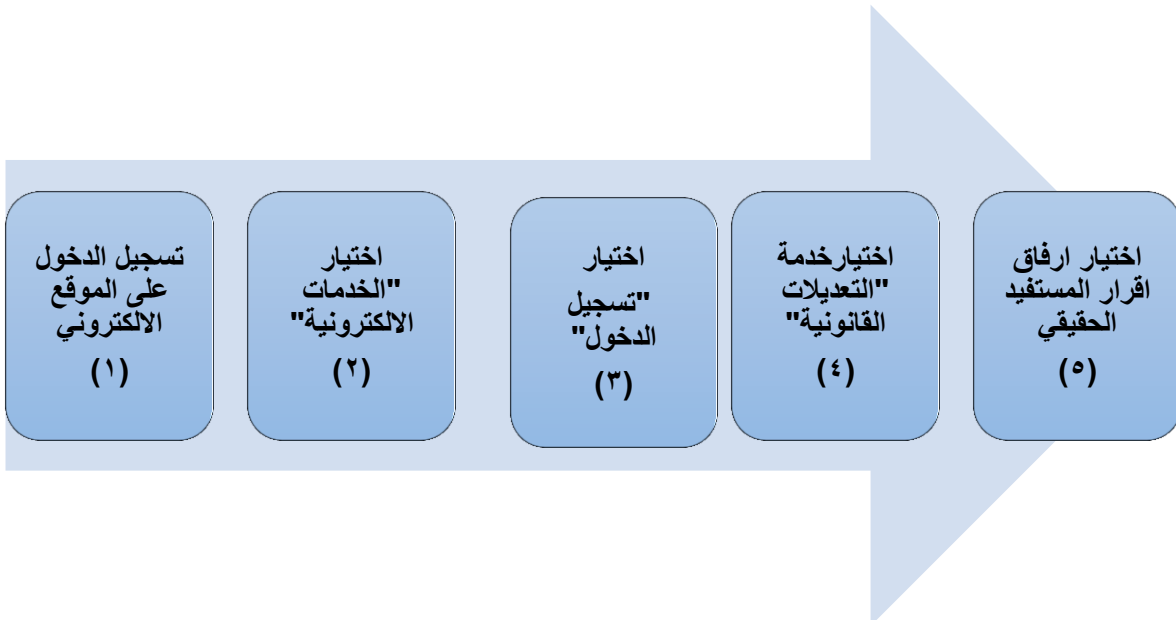 تسجيل الدخول
على الموقع
الالكتروني
(١)
اختيار
"الخدمات
الالكترونية"
(٢)
اختيار
"تسجيل
الدخول"
(٣)
اختيارخدمة
"التعديلات
القانونية"
(٤)
اختيار ارفاق
اقرار المستفيد
الحقيقي
(٥)